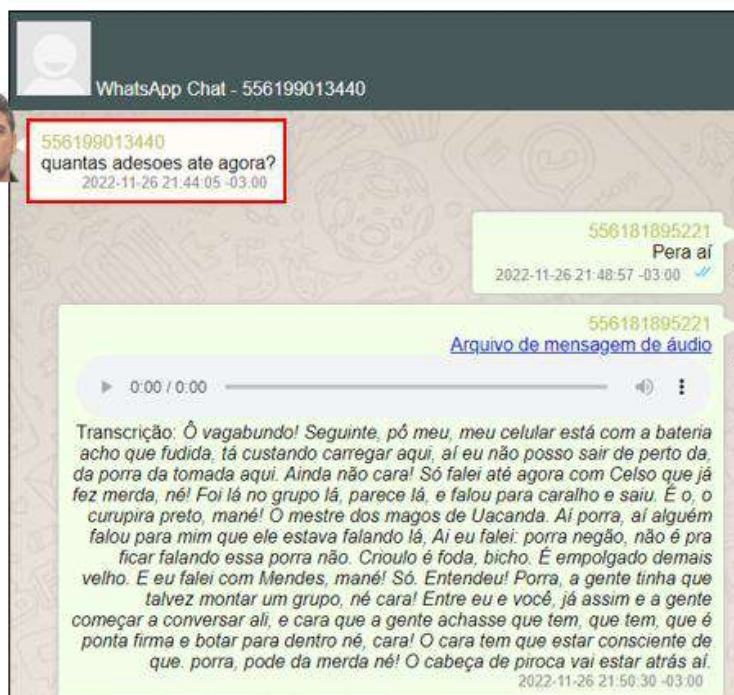 WhatsApp Chat - 556199013440
556199013440
quantas adesoes ate agora?
2022-11-26 21:44:05 -03:00
556181895221
Pera aí
2022-11-26 21:48:57 -03:00
556181895221
Arquivo de mensagem de áudio
0:00 / 0:00
Transcrição: Ô vagabundo! Seguinte, pô meu, meu celular está com a bateria
acho que fudida, tá custando carregar aqui, aí eu não posso sair de perto da,
da porra da tomada aqui. Ainda não cara! Só falei até agora com Celso que já
fez merda, né! Foi lá no grupo lá, parece lá, e falou para caralho e saiu. É o, o
curupira preto, mané! O mestre dos magos de Uacanda. Aí porra, aí alguém
falou para mim que ele estava falando lá, Ai eu falei: porra negão, não é pra
ficar falando essa porra não. Crioulo é foda, bicho. É empolgado demais
velho. E eu falei com Mendes, mané! Só. Entendeu! Porra, a gente tinha que
talvez montar um grupo, né cara! Entre eu e você, já assim e a gente
começar a conversar ali, e cara que a gente achasse que tem, que tem, que é
ponta firma e botar para dentro né, cara! O cara tem que estar consciente de
que. porra, pode da merda né! O cabeça de piroca vai estar atrás aí.
2022-11-26 21:50:30 -03:00